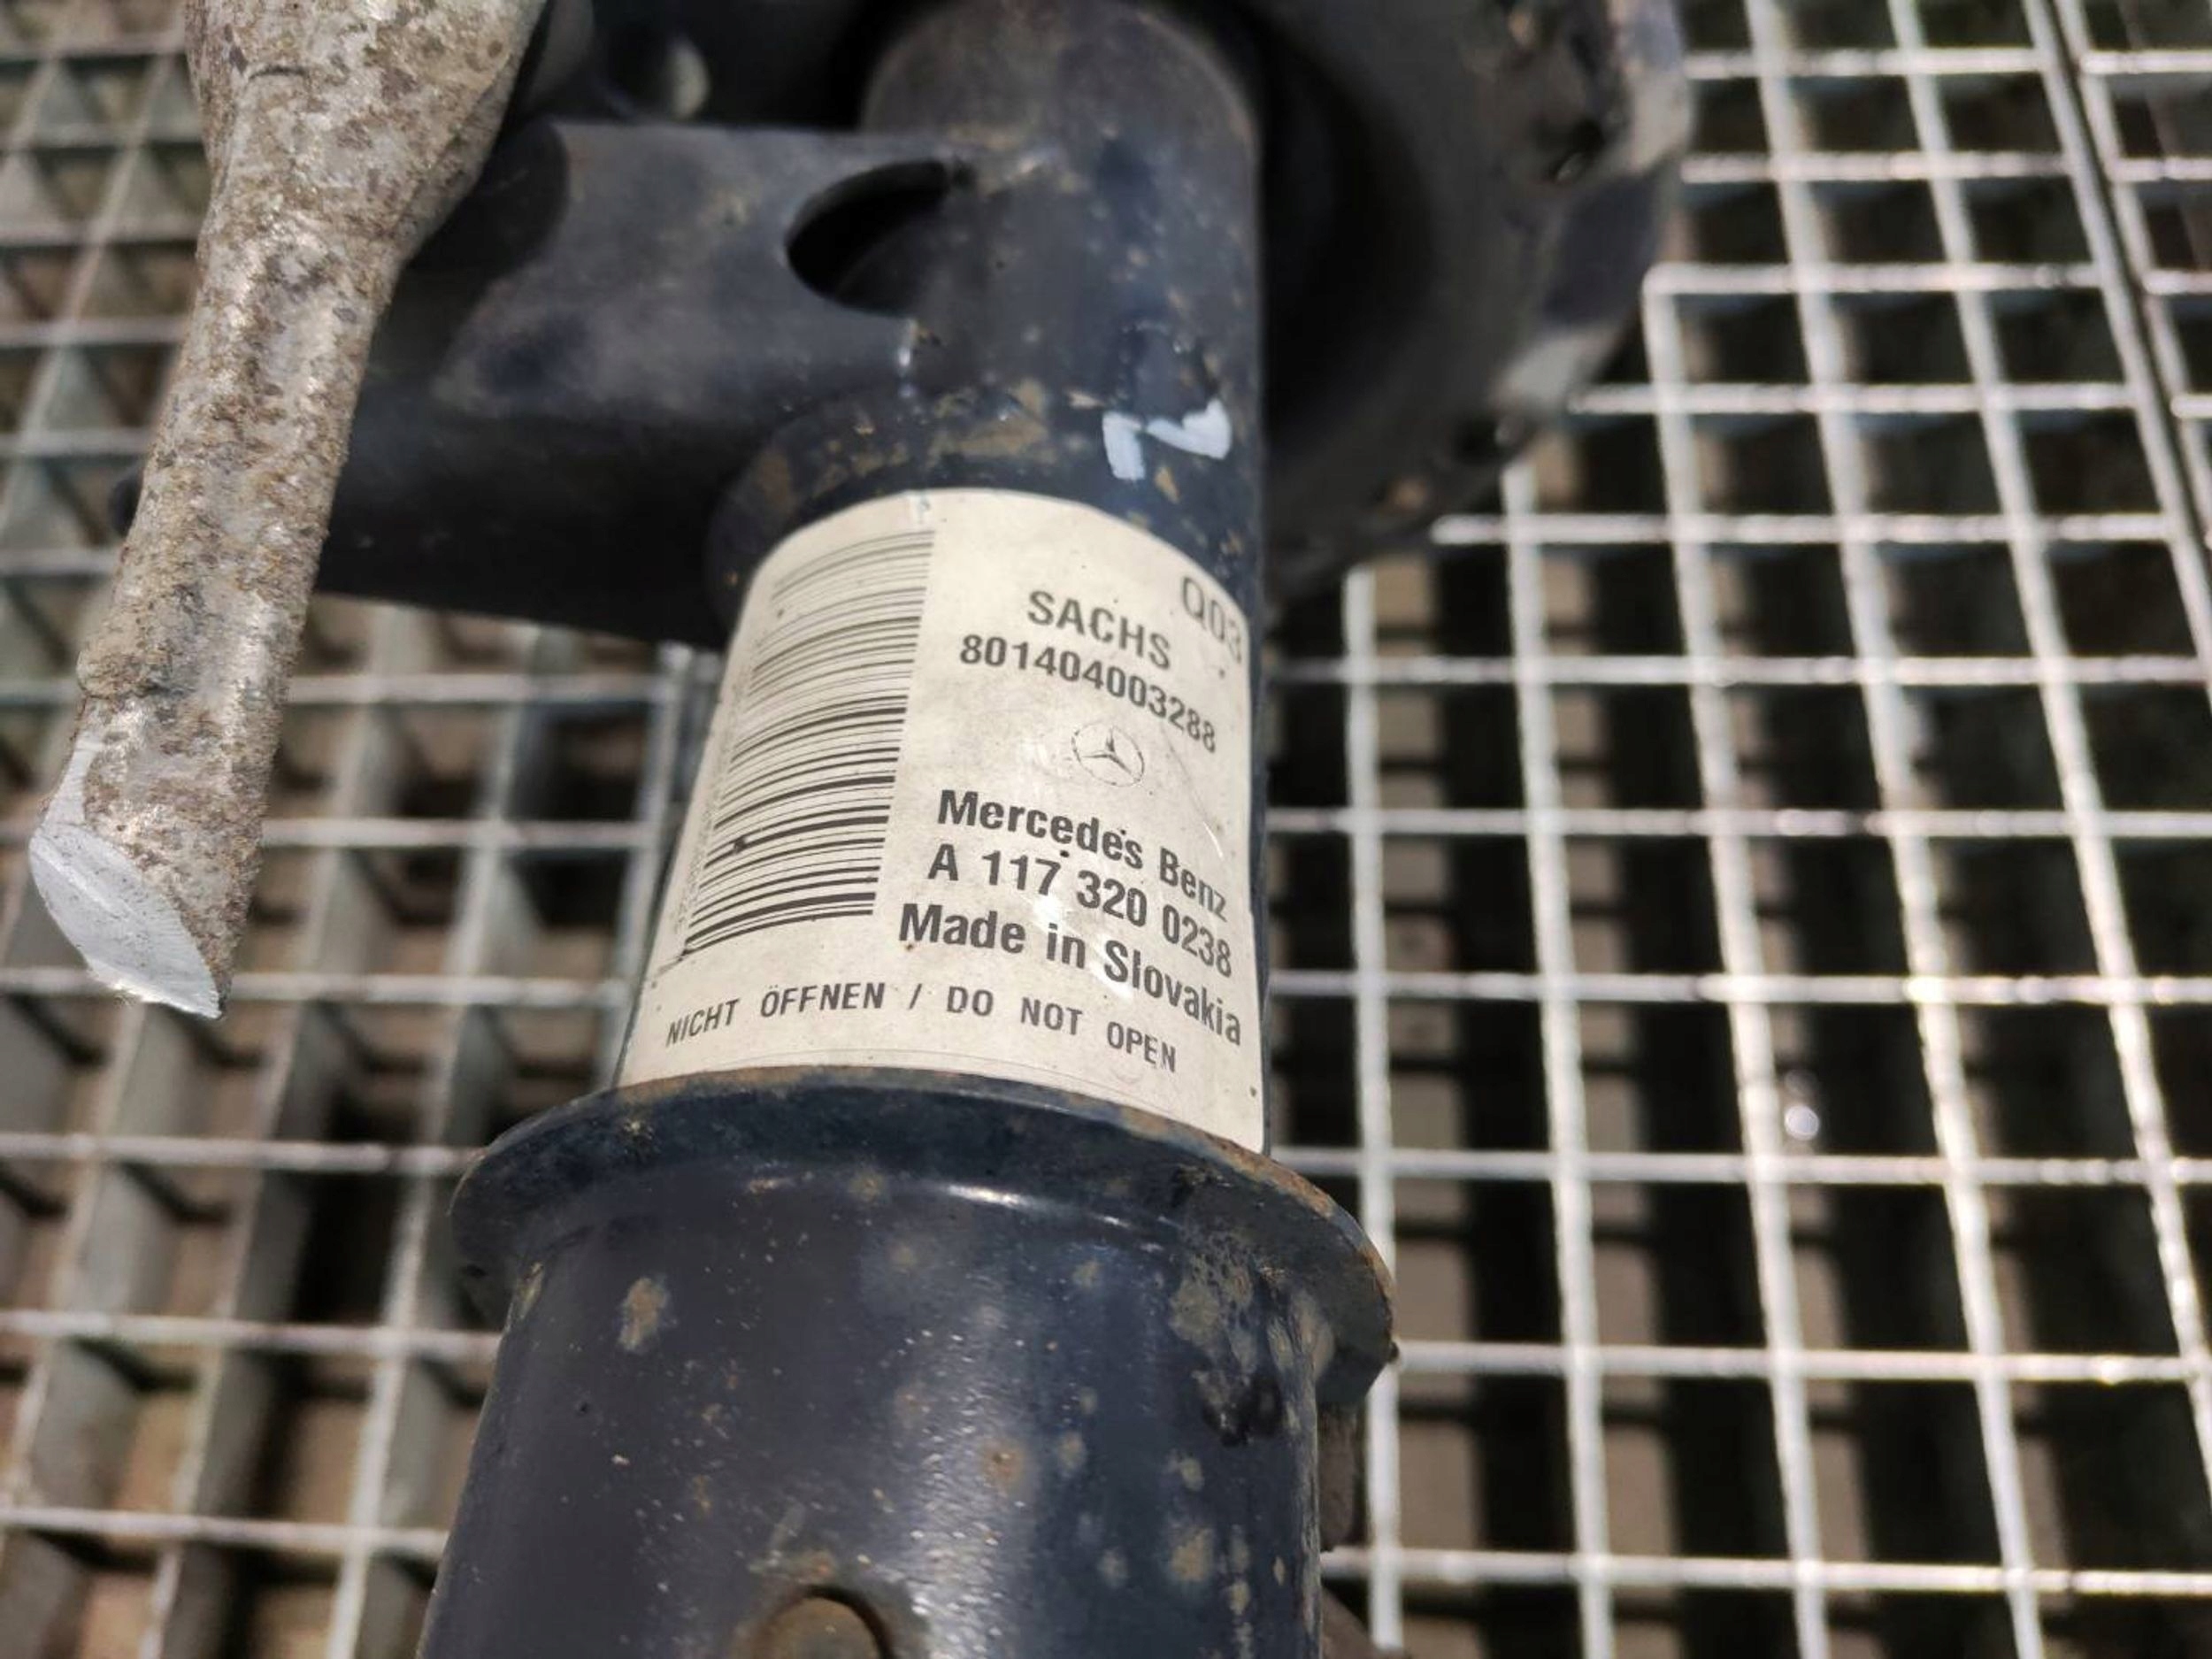 Q03
SACHS
801404003288
Mercedes Benz
A 117 320 0238
Made in Slovakia
NICHT ÖFFNEN / DO NOT OPEN